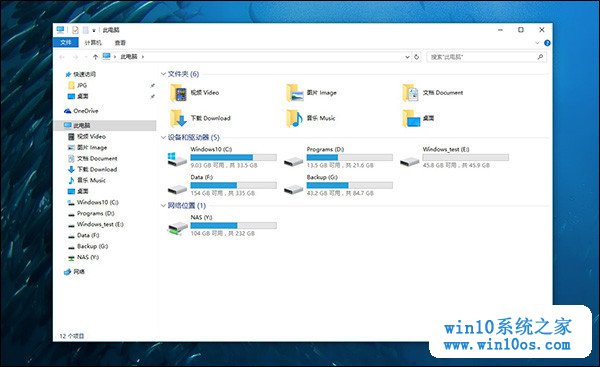 此电脑
文件 计算机 查看
此电脑 搜索"此电脑"
快速访问
JPG
桌面
OneDrive
此电脑
视频 Video
图片 Image
文档 Document
下载 Download
音乐 Music
桌面
Windows10 (C:)
Programs (D:)
Windows_test (E:)
Data (F:)
Backup (G:)
NAS (Y:)
网络
文件夹 (6)
视频 Video 图片 Image 文档 Document
下载 Download 音乐 Music 桌面
设备和驱动器 (5)
Windows10 (C:) Programs (D:) Windows_test (E:)
9.03 GB 可用，共 33.5 GB 13.5 GB 可用，共 21.6 GB 45.8 GB 可用，共 45.9 GB
Data (F:) Backup (G:)
154 GB 可用，共 335 GB 43.2 GB 可用，共 84.7 GB
网络位置 (1)
NAS (Y:)
104 GB 可用，共 232 GB
12 个项目
win10系统之家
www.win10os.com